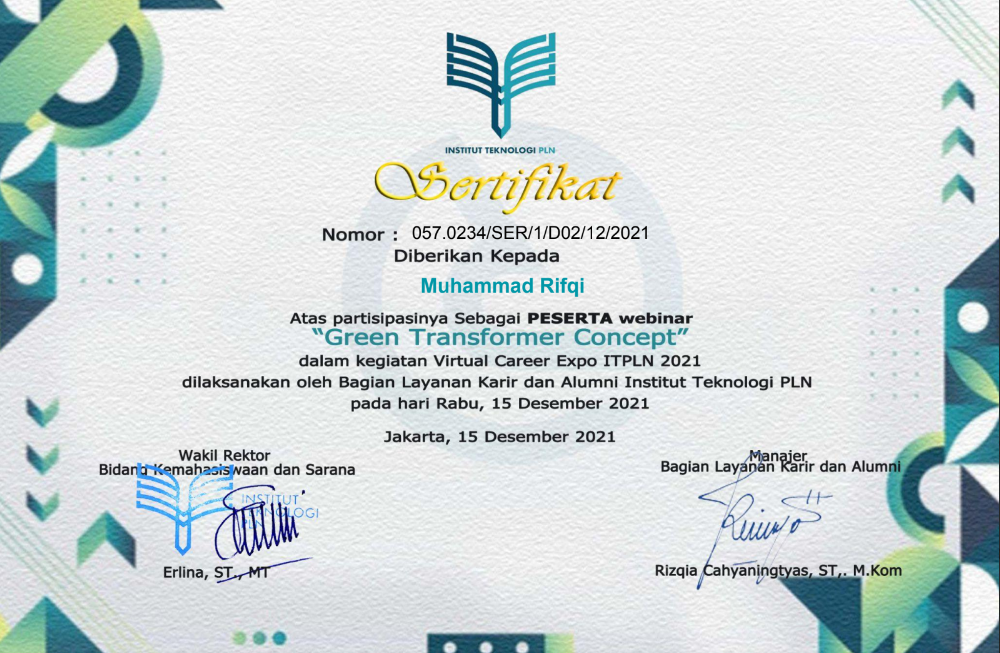 INSTITUT TEKNOLOGI PLN
Sertifikat
Nomor : 057.0234/SER/1/D02/12/2021
Diberikan Kepada
Muhammad Rifqi
Atas partisipasinya Sebagai PESERTA webinar
“Green Transformer Concept”
dalam kegiatan Virtual Career Expo ITPLN 2021
dilaksanakan oleh Bagian Layanan Karir dan Alumni Institut Teknologi PLN
pada hari Rabu, 15 Desember 2021
Jakarta, 15 Desember 2021
Wakil Rektor
Bidang Kemahasiswaan dan Sarana
INSTITUT
TEKNOLOGI
PLN
Erlina, ST., MT
Manajer
Bagian Layanan Karir dan Alumni
Rizqia Cahyaningtyas, ST,. M.Kom